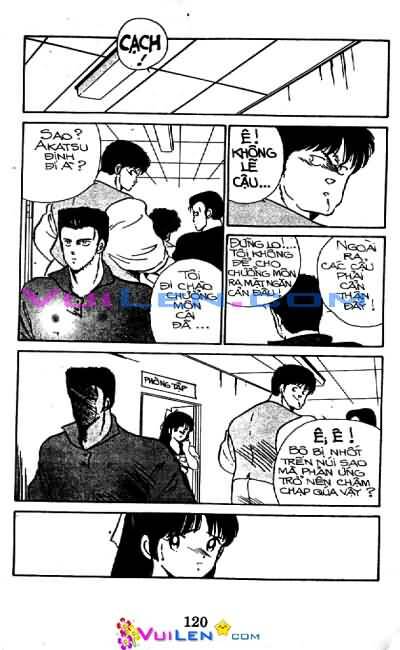 CẠCH
!
SAO?
AKATSU
ĐỊNH
ĐI À?
Ê!
KHÔNG
LẼ
CẬU...
TÔI
ĐI CHÀO
CHƯỞNG
MÔN
CÁI
ĐÃ...
ĐỪNG LO!...
TÔI KHÔNG
ĐỂ CHO
CHƯỞNG MÔN
RA MẶT NGĂN
CẢN ĐÂU!
NGOÀI
RA,
CÁC CẬU
PHẢI
CẨN
THẬN
ĐẤY!
VUILEN.COM
PHÒNG TẬP
Ê, Ê!
BỘ BỊ NHỐT
TRÊN NÚI SAO
MÀ PHẢN ỨNG
TRỞ NÊN CHẬM
CHẠP QUÁ VẬY?
120
VUILEN.COM